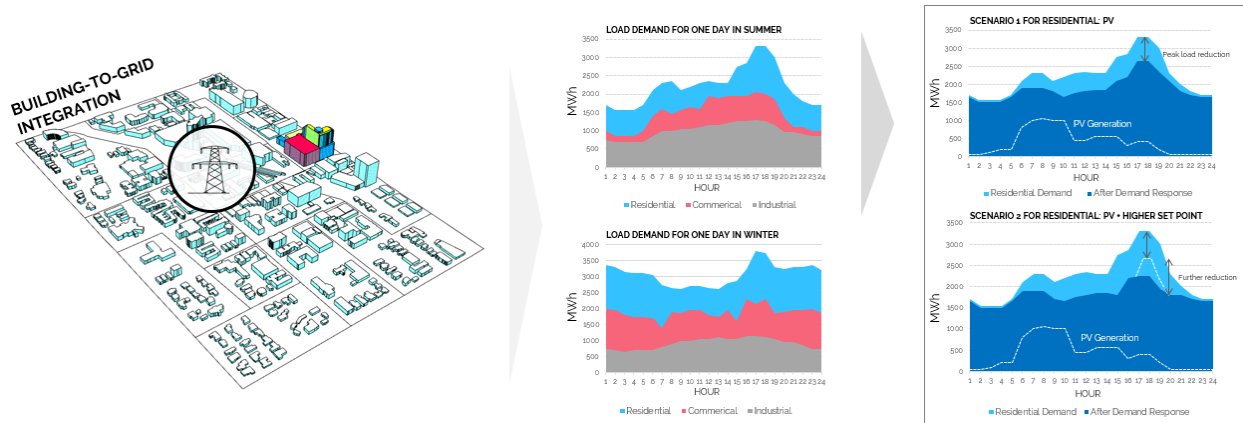 BUILDING-TO-GRID
INTEGRATION
LOAD DEMAND FOR ONE DAY IN SUMMER
3500
3000
2500
2000
1500
1000
500
0
MWh
1 2 3 4 5 6 7 8 9 10 11 12 13 14 15 16 17 18 19 20 21 22 23 24
HOUR
Residential Commerical Industrial
LOAD DEMAND FOR ONE DAY IN WINTER
4000
3500
3000
2500
2000
1500
1000
500
0
MWh
1 2 3 4 5 6 7 8 9 10 11 12 13 14 15 16 17 18 19 20 21 22 23 24
HOUR
Residential Commerical Industrial
SCENARIO 1 FOR RESIDENTIAL: PV
3500
3000
2500
2000
1500
1000
500
0
MWh
Peak load reduction
PV Generation
1 2 3 4 5 6 7 8 9 10 11 12 13 14 15 16 17 18 19 20 21 22 23 24
HOUR
Residential Demand After Demand Response
SCENARIO 2 FOR RESIDENTIAL: PV + HIGHER SET POINT
3500
3000
2500
2000
1500
1000
500
0
MWh
Further reduction
PV Generation
1 2 3 4 5 6 7 8 9 10 11 12 13 14 15 16 17 18 19 20 21 22 23 24
HOUR
Residential Demand After Demand Response